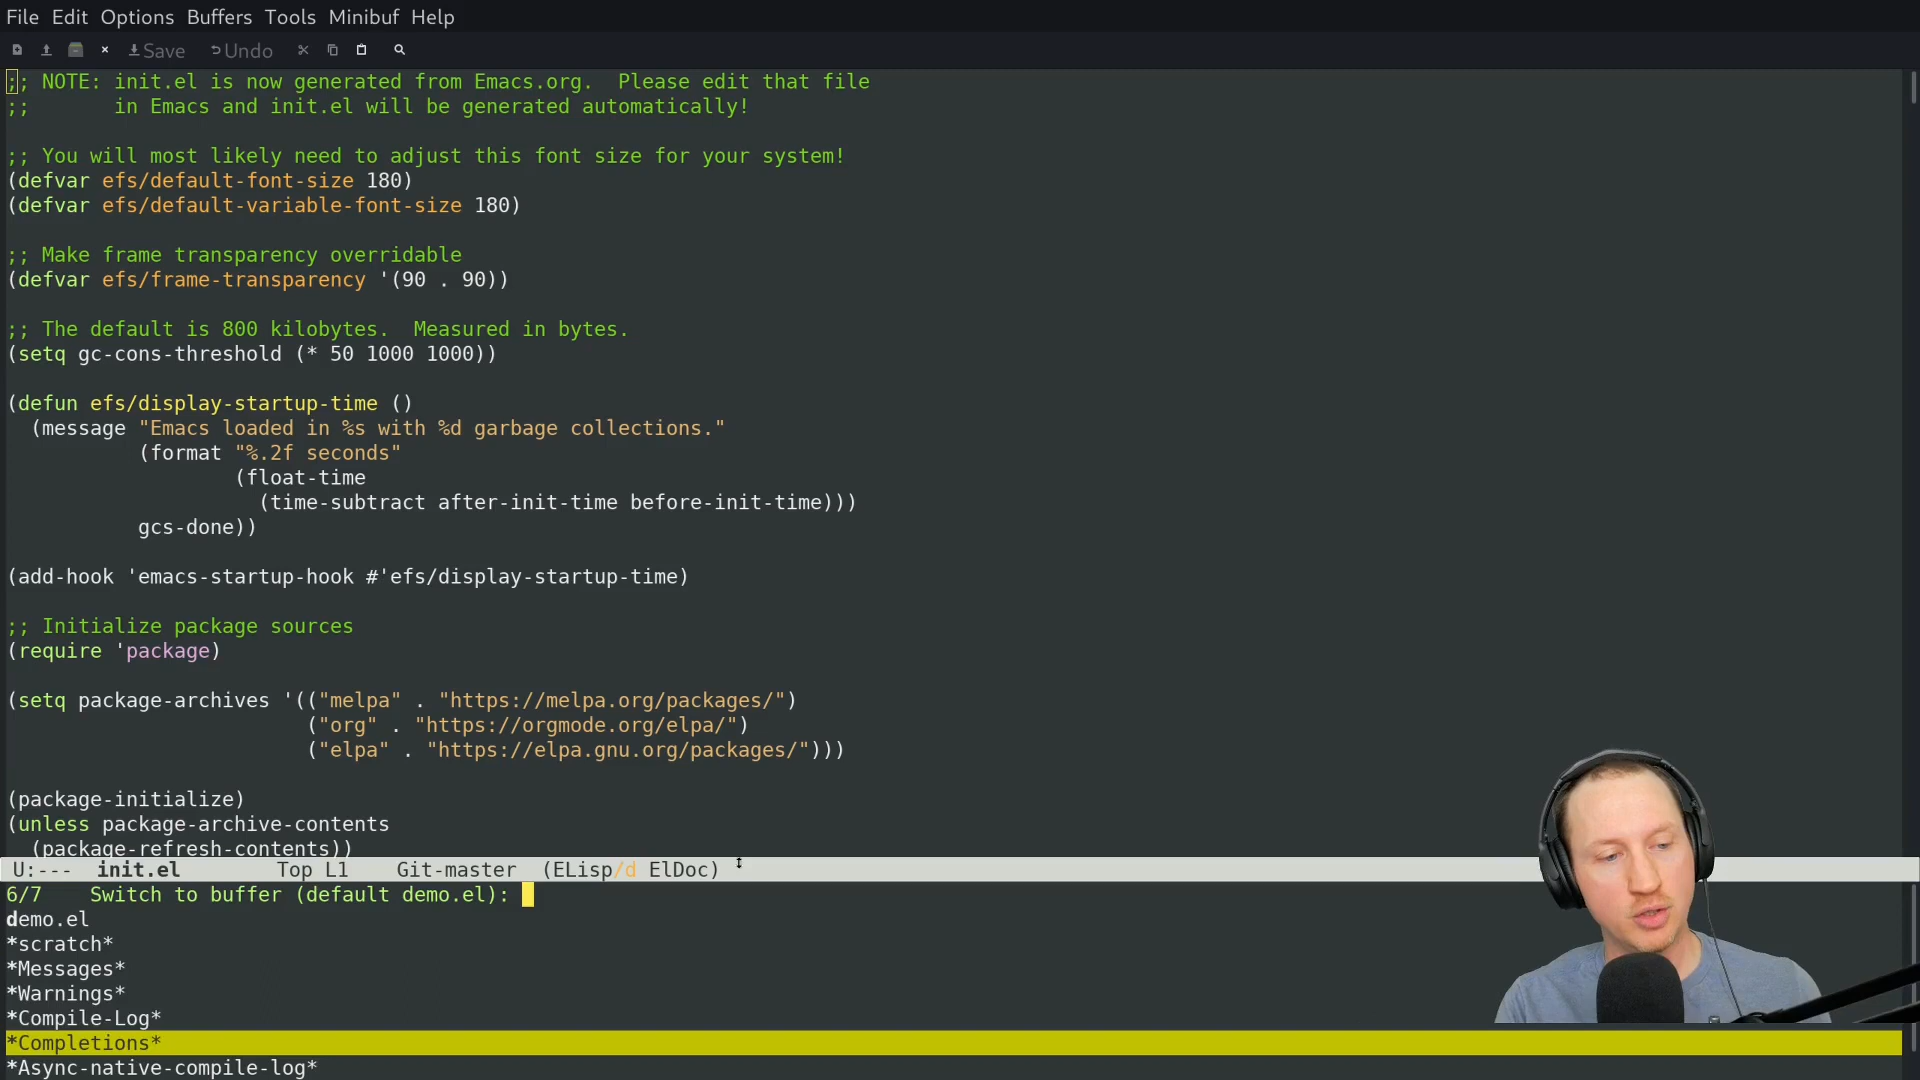 File Edit Options Buffers Tools Minibuf Help
Save Undo
;; NOTE: init.el is now generated from Emacs.org.  Please edit that file
;;       in Emacs and init.el will be generated automatically!
;; You will most likely need to adjust this font size for your system!
(defvar efs/default-font-size 180)
(defvar efs/default-variable-font-size 180)
;; Make frame transparency overridable
(defvar efs/frame-transparency '(90 . 90))
;; The default is 800 kilobytes.  Measured in bytes.
(setq gc-cons-threshold (* 50 1000 1000))
(defun efs/display-startup-time ()
  (message "Emacs loaded in %s with %d garbage collections."
           (format "%.2f seconds"
                   (float-time
                     (time-subtract after-init-time before-init-time)))
           gcs-done))
(add-hook 'emacs-startup-hook #'efs/display-startup-time)
;; Initialize package sources
(require 'package)
(setq package-archives '(("melpa" . "https://melpa.org/packages/")
                         ("org" . "https://orgmode.org/elpa/")
                         ("elpa" . "https://elpa.gnu.org/packages/")))
(package-initialize)
(unless package-archive-contents
  (package-refresh-contents))
U:---  init.el        Top L1    Git-master  (ELisp/d ElDoc)
6/7    Switch to buffer (default demo.el):
demo.el
*scratch*
*Messages*
*Warnings*
*Compile-Log*
*Completions*
*Async-native-compile-log*